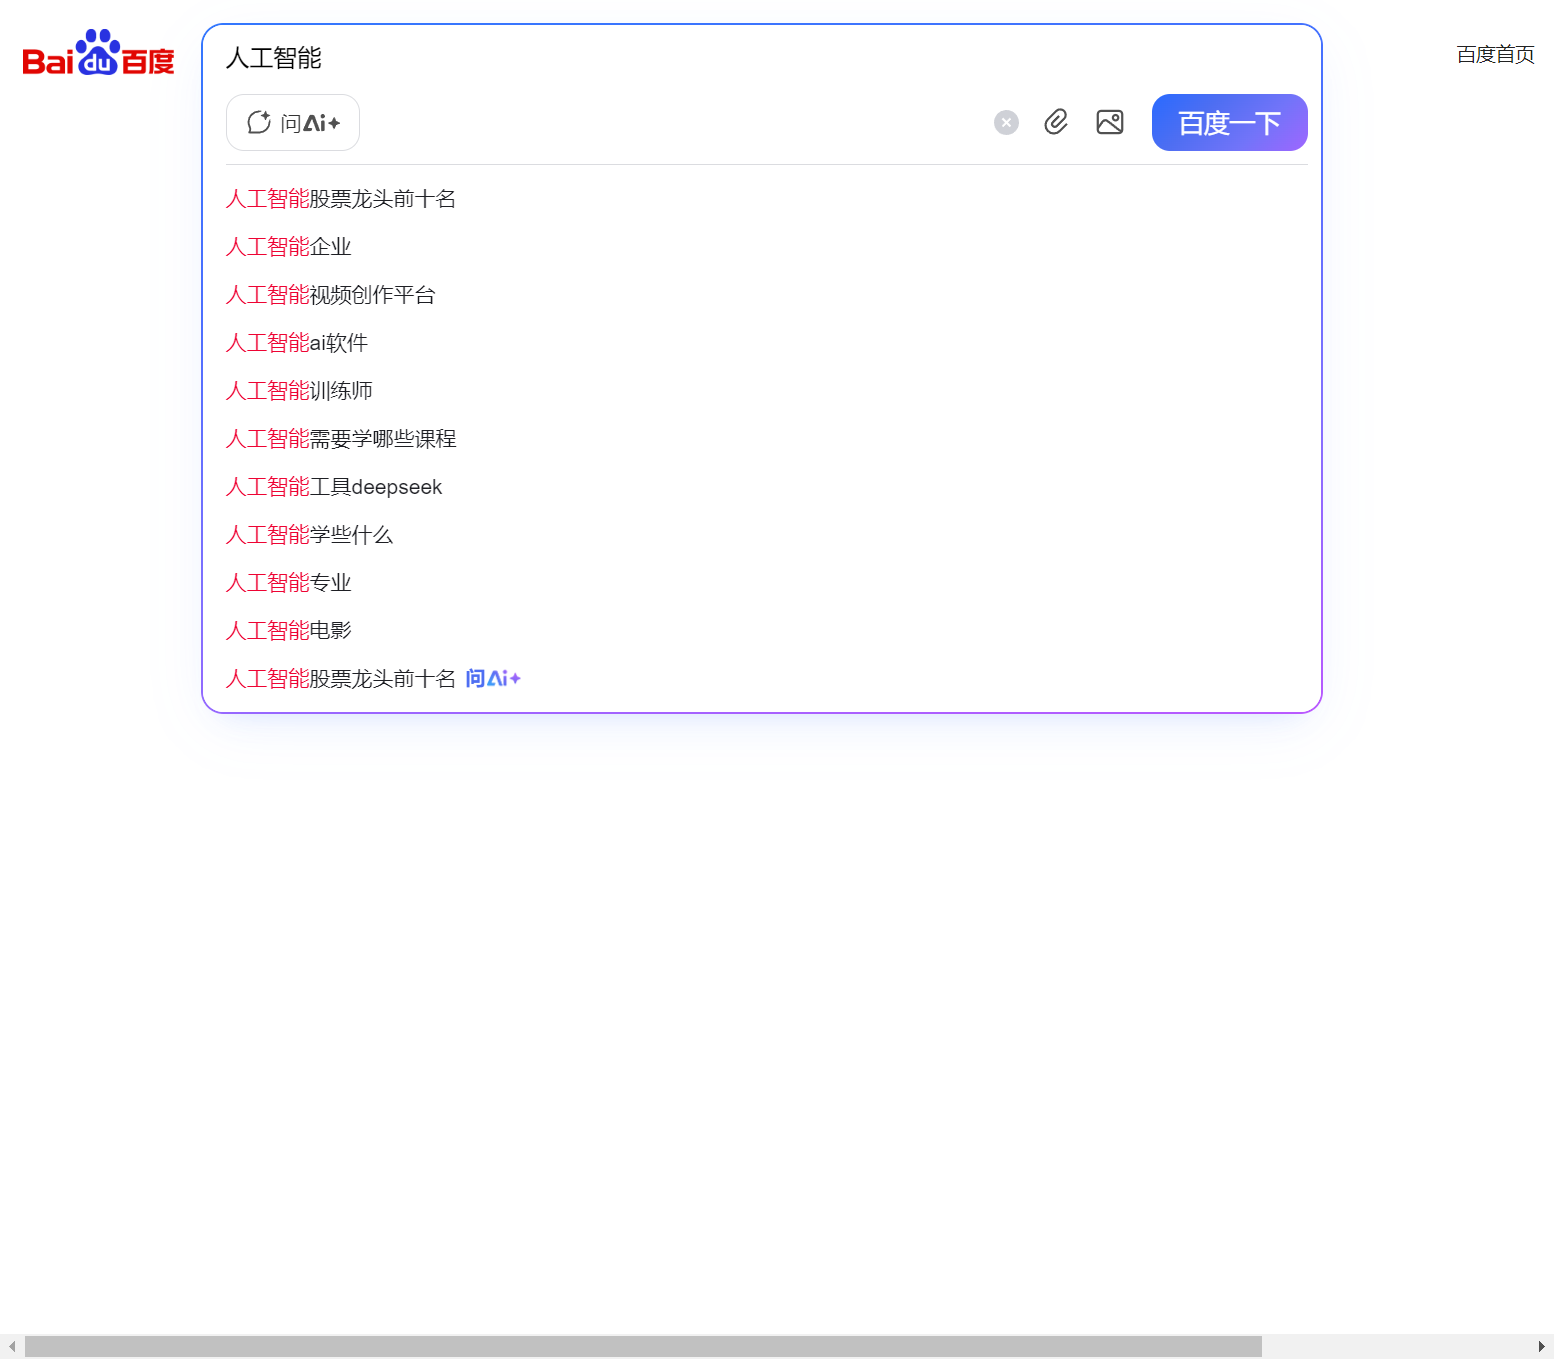 Bai du 百度
人工智能
百度首页
问Ai
百度一下
人工智能股票龙头前十名
人工智能企业
人工智能视频创作平台
人工智能ai软件
人工智能训练师
人工智能需要学哪些课程
人工智能工具deepseek
人工智能学些什么
人工智能专业
人工智能电影
人工智能股票龙头前十名 问Ai